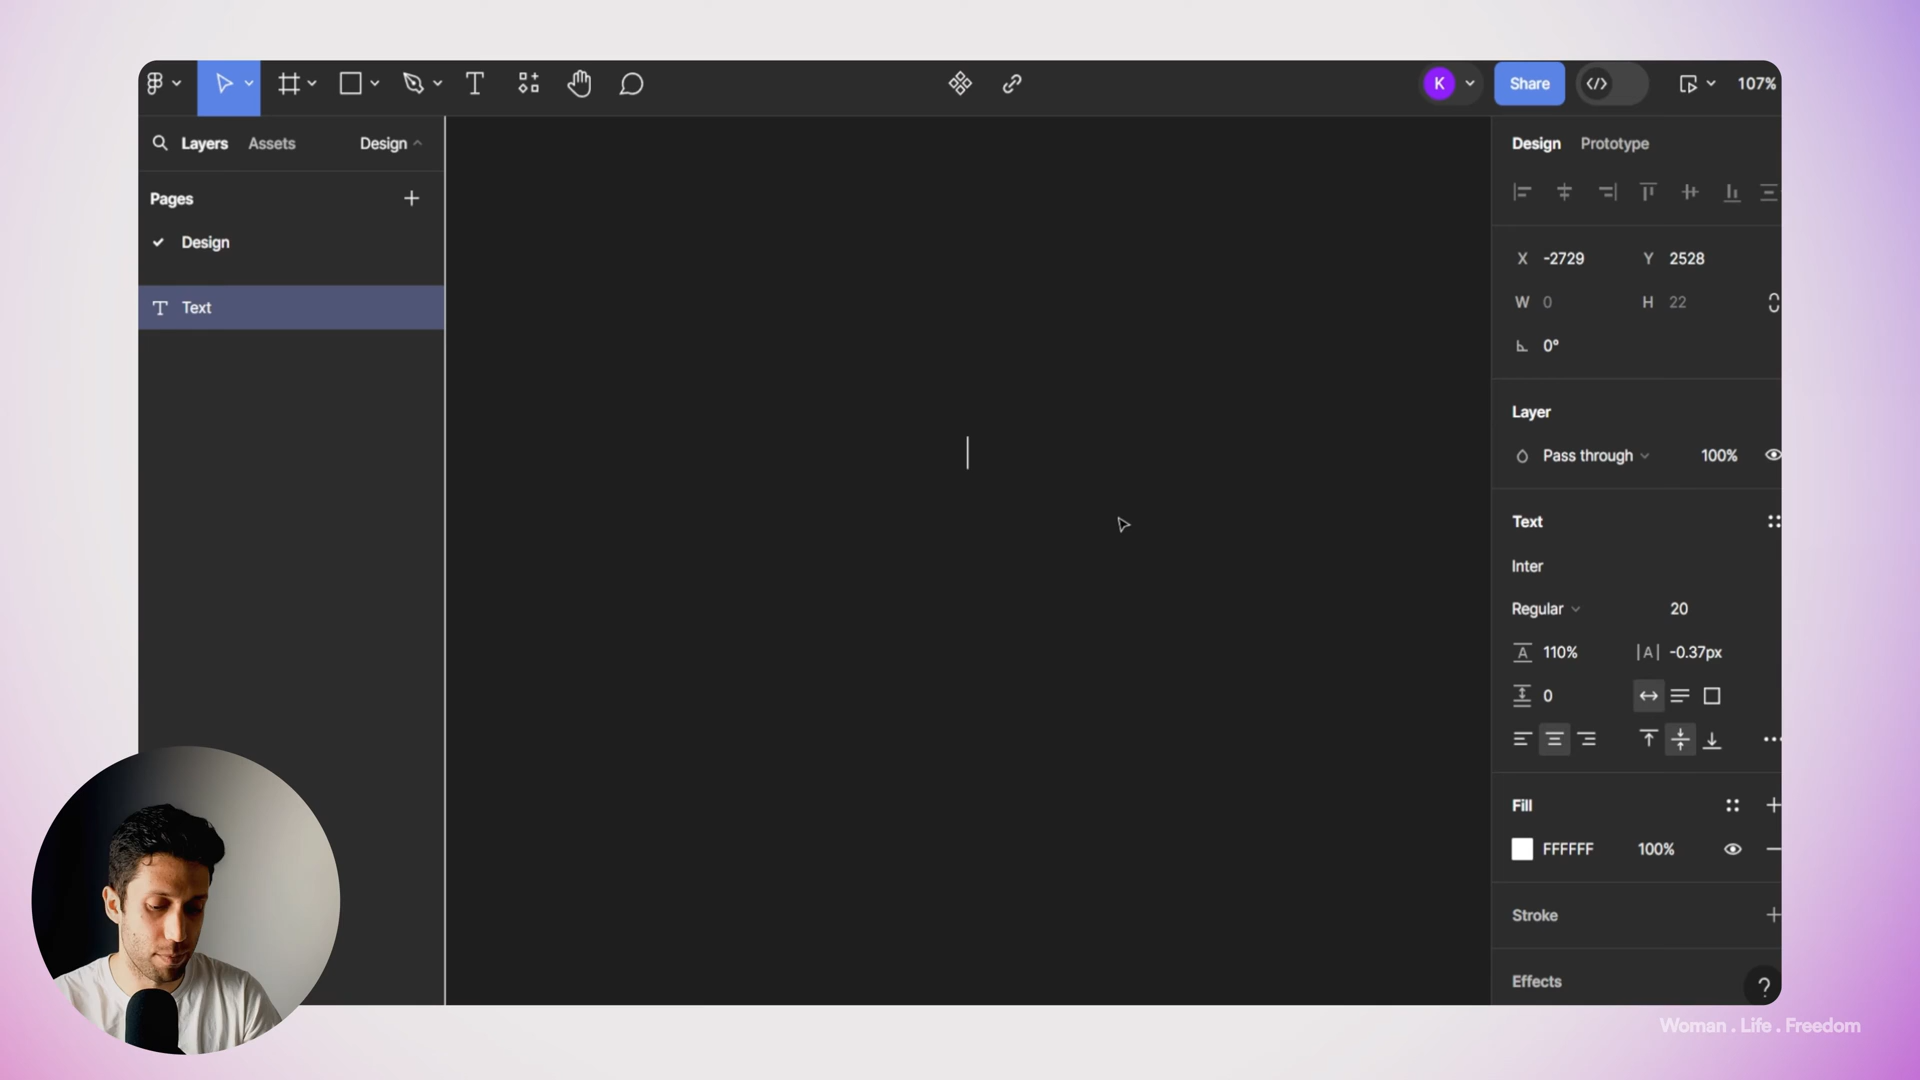 K
Share
107%
Layers
Assets
Design
Design
Prototype
Pages
Design
X -2729
Y 2528
Text
W 0
H 22
0°
Layer
Pass through
100%
Text
Inter
Regular
20
A 110%
|A| -0.37px
0
Fill
FFFFFF
100%
Stroke
Effects
?
Woman . Life . Freedom